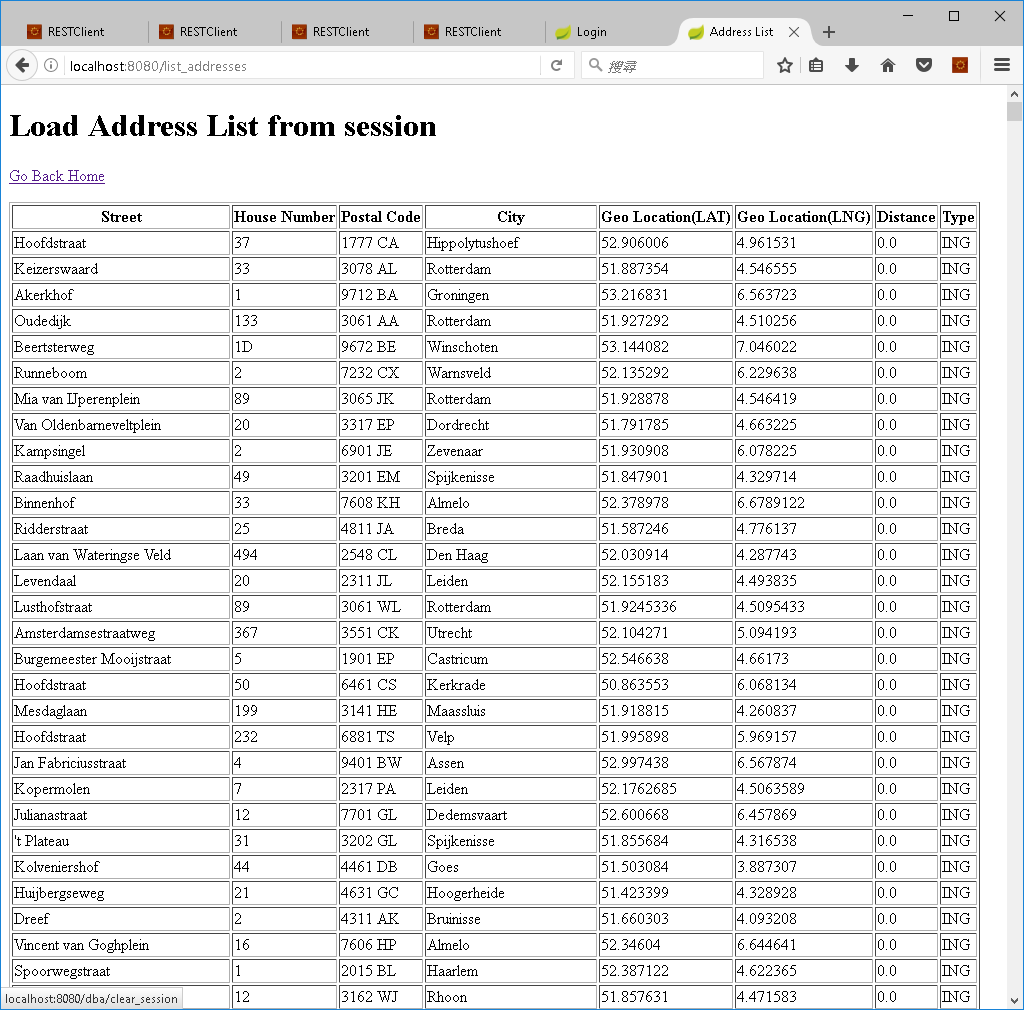 RESTClient RESTClient RESTClient RESTClient Login Address List
localhost:8080/list_addresses 搜尋
Load Address List from session
Go Back Home
Street House Number Postal Code City Geo Location(LAT) Geo Location(LNG) Distance Type
Hoofdstraat 37 1777 CA Hippolytushoef 52.906006 4.961531 0.0 ING
Keizerswaard 33 3078 AL Rotterdam 51.887354 4.546555 0.0 ING
Akerkhof 1 9712 BA Groningen 53.216831 6.563723 0.0 ING
Oudedijk 133 3061 AA Rotterdam 51.927292 4.510256 0.0 ING
Beertsterweg 1D 9672 BE Winschoten 53.144082 7.046022 0.0 ING
Runneboom 2 7232 CX Warnsveld 52.135292 6.229638 0.0 ING
Mia van IJperenplein 89 3065 JK Rotterdam 51.928878 4.546419 0.0 ING
Van Oldenbarneveltplein 20 3317 EP Dordrecht 51.791785 4.663225 0.0 ING
Kampsingel 2 6901 JE Zevenaar 51.930908 6.078225 0.0 ING
Raadhuislaan 49 3201 EM Spijkenisse 51.847901 4.329714 0.0 ING
Binnenhof 33 7608 KH Almelo 52.378978 6.6789122 0.0 ING
Ridderstraat 25 4811 JA Breda 51.587246 4.776137 0.0 ING
Laan van Wateringse Veld 494 2548 CL Den Haag 52.030914 4.287743 0.0 ING
Levendaal 20 2311 JL Leiden 52.155183 4.493835 0.0 ING
Lusthofstraat 89 3061 WL Rotterdam 51.9245336 4.5095433 0.0 ING
Amsterdamsestraatweg 367 3551 CK Utrecht 52.104271 5.094193 0.0 ING
Burgemeester Mooijstraat 5 1901 EP Castricum 52.546638 4.66173 0.0 ING
Hoofdstraat 50 6461 CS Kerkrade 50.863553 6.068134 0.0 ING
Mesdaglaan 199 3141 HE Maassluis 51.918815 4.260837 0.0 ING
Hoofdstraat 232 6881 TS Velp 51.995898 5.969157 0.0 ING
Jan Fabriciusstraat 4 9401 BW Assen 52.997438 6.567874 0.0 ING
Kopermolen 7 2317 PA Leiden 52.1762685 4.5063589 0.0 ING
Julianastraat 12 7701 GL Dedemsvaart 52.600668 6.457869 0.0 ING
't Plateau 31 3202 GL Spijkenisse 51.855684 4.316538 0.0 ING
Kolveniershof 44 4461 DB Goes 51.503084 3.887307 0.0 ING
Huijbergseweg 21 4631 GC Hoogerheide 51.423399 4.328928 0.0 ING
Dreef 2 4311 AK Bruinisse 51.660303 4.093208 0.0 ING
Vincent van Goghplein 16 7606 HP Almelo 52.34604 6.644641 0.0 ING
Spoorwegstraat 1 2015 BL Haarlem 52.387122 4.622365 0.0 ING
12 3162 WJ Rhoon 51.857631 4.471583 0.0 ING
localhost:8080/dba/clear_session